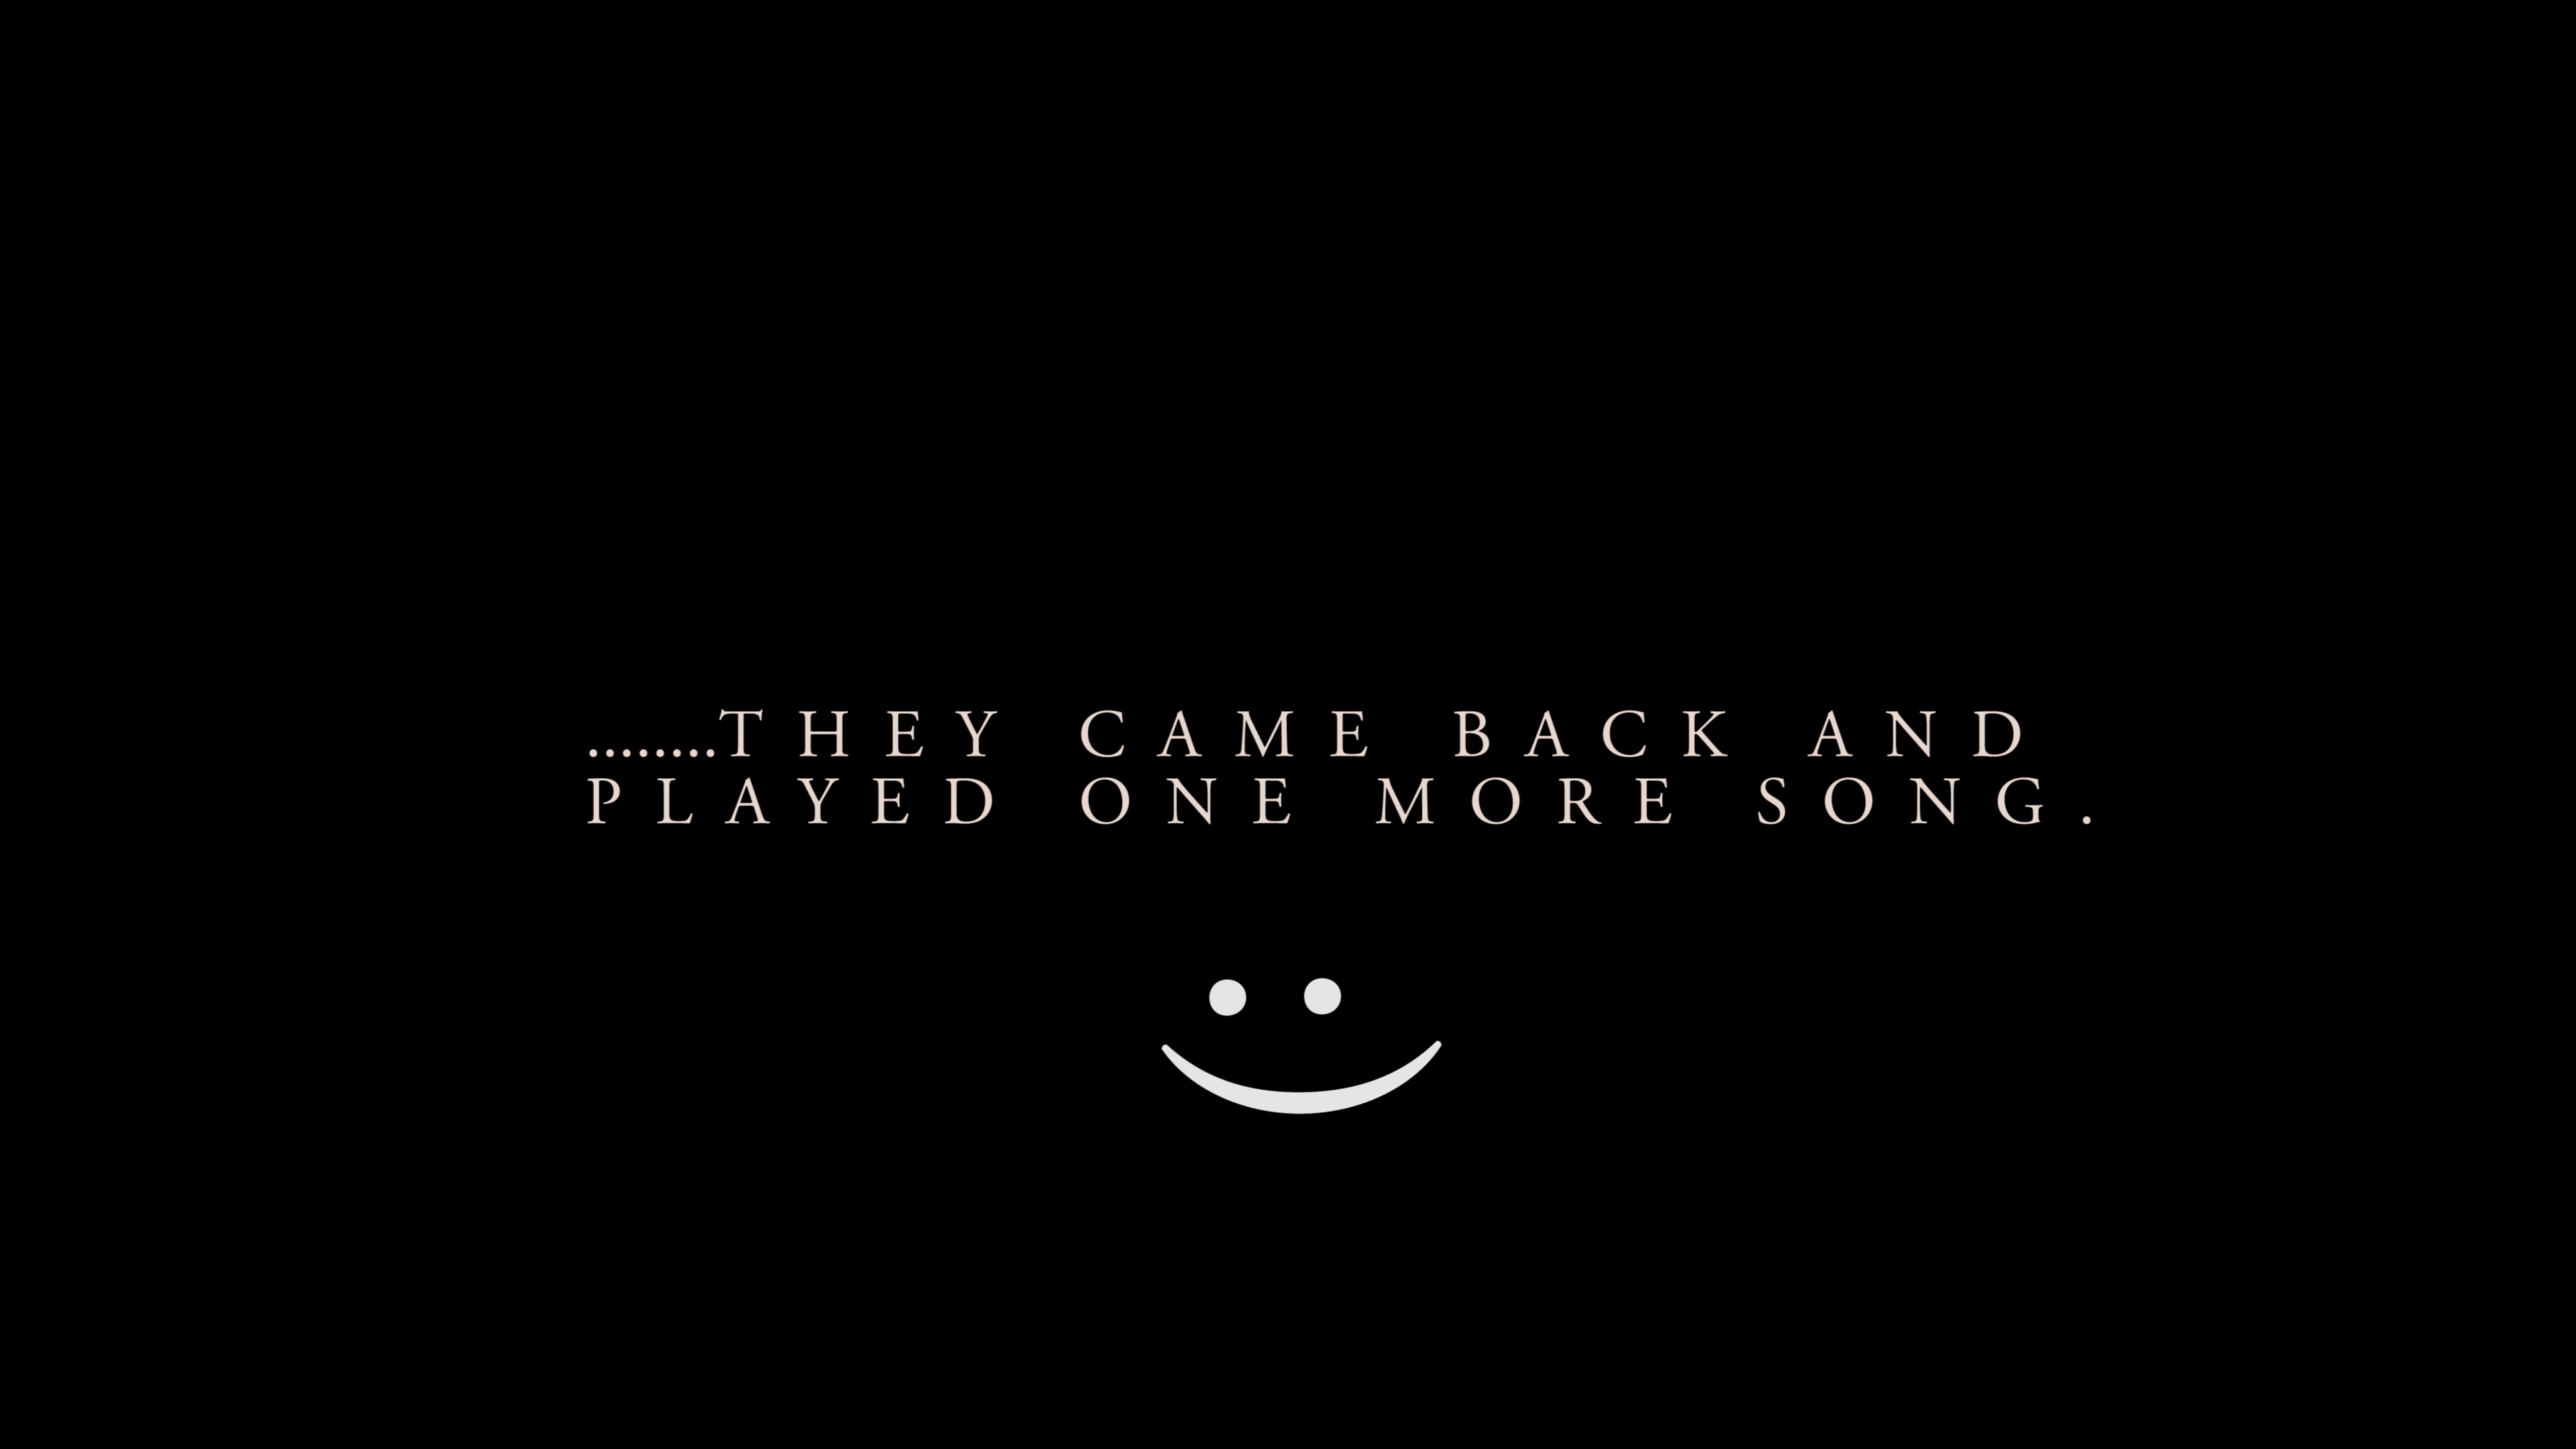 ........THEY CAME BACK AND
PLAYED ONE MORE SONG.